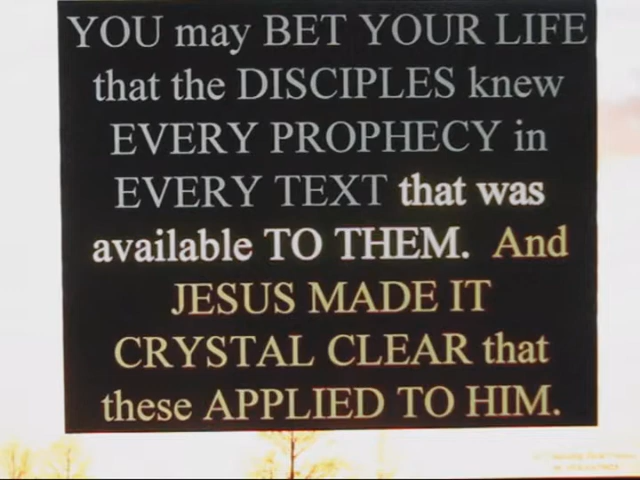 YOU may BET YOUR LIFE
that the DISCIPLES knew
EVERY PROPHECY in
EVERY TEXT that was
available TO THEM. And
JESUS MADE IT
CRYSTAL CLEAR that
these APPLIED TO HIM.